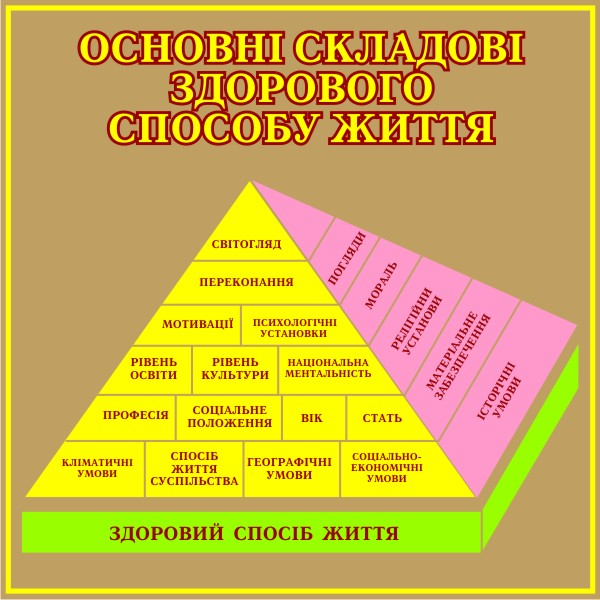 ОСНОВНІ СКЛАДОВІ
ЗДОРОВОГО
СПОСОБУ ЖИТТЯ
СВІТОГЛЯД
ПЕРЕКОНАННЯ
МОТИВАЦІЇ
ПСИХОЛОГІЧНІ
УСТАНОВКИ
РІВЕНЬ
ОСВІТИ
РІВЕНЬ
КУЛЬТУРИ
НАЦІОНАЛЬНА
МЕНТАЛЬНІСТЬ
ПРОФЕСІЯ
СОЦІАЛЬНЕ
ПОЛОЖЕННЯ
ВІК
СТАТЬ
КЛІМАТИЧНІ
УМОВИ
СПОСІБ
ЖИТТЯ
СУСПІЛЬСТВА
ГЕОГРАФІЧНІ
УМОВИ
СОЦІАЛЬНО-
ЕКОНОМІЧНІ
УМОВИ
ПОГЛЯДИ
МОРАЛЬ
РЕЛІГІЙНИ
УСТАНОВИ
МАТЕРІАЛЬНЕ
ЗАБЕЗПЕЧЕННЯ
ІСТОРІЧНІ
УМОВИ
ЗДОРОВИЙ СПОСІБ ЖИТТЯ